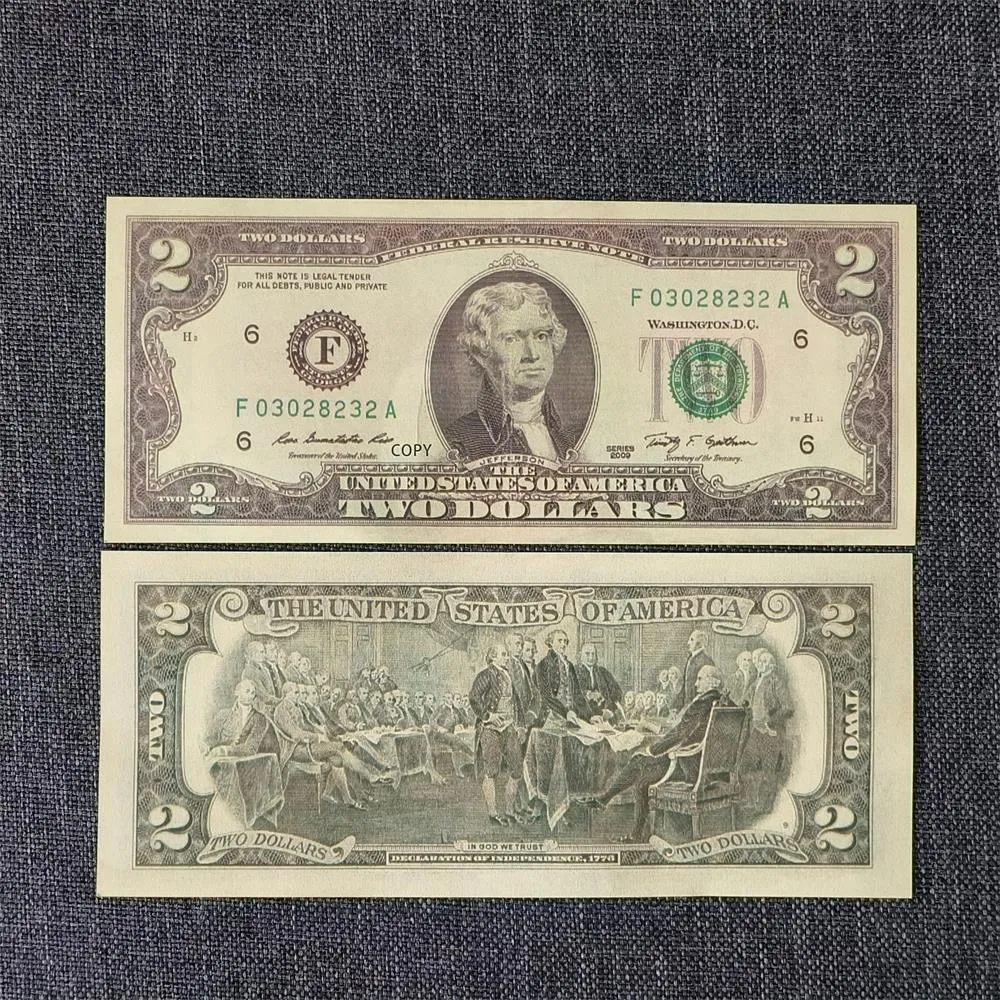 2
TWO DOLLARS
FEDERAL RESERVE NOTE
TWO DOLLARS
2
THIS NOTE IS LEGAL TENDER
FOR ALL DEBTS, PUBLIC AND PRIVATE
F 03028232 A
WASHINGTON, D.C.
H 2
6
F
TWO
6
F 03028232 A
FW H 11
6
COPY
SERIES
2009
Timothy F. Geithner
6
Treasurer of the United States.
Secretary of the Treasury.
JEFFERSON
THE
UNITED STATES OF AMERICA
TWO DOLLARS
2
TWO DOLLARS
2
TWO DOLLARS
2
THE UNITED STATES OF AMERICA
2
TWO
TWO
2
TWO DOLLARS
IN GOD WE TRUST
TWO DOLLARS
2
DECLARATION OF INDEPENDENCE, 1776